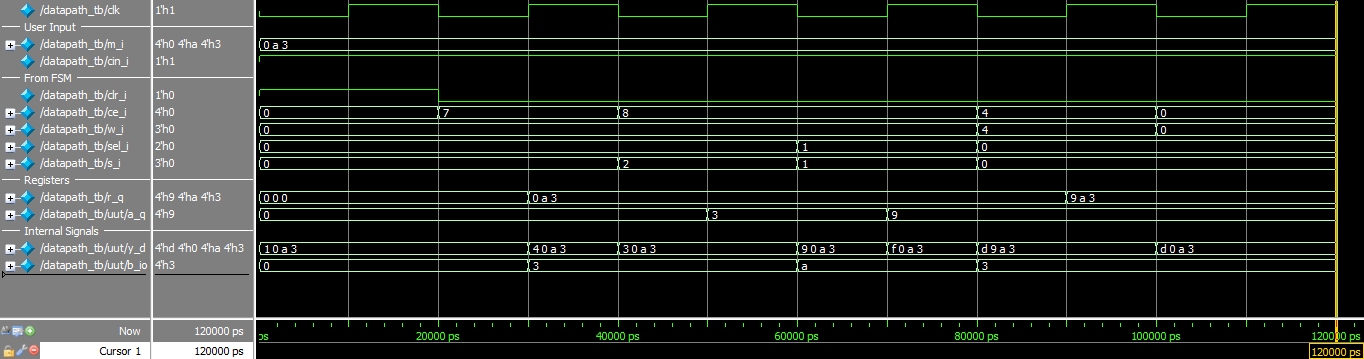 /datapath_tb/clk 1'h1
User Input
/datapath_tb/m_i 4'h0 4'ha 4'h3 0 a 3
/datapath_tb/cin_i 1'h1
From FSM
/datapath_tb/clr_i 1'h0
/datapath_tb/ce_i 4'h0 0 7 8 4 0
/datapath_tb/w_i 3'h0 0 4 0
/datapath_tb/sel_i 2'h0 0 1 0
/datapath_tb/s_i 3'h0 0 2 1 0
Registers
/datapath_tb/r_q 4'h9 4'ha 4'h3 0 0 0 0 a 3 9 a 3
/datapath_tb/uut/a_q 4'h9 0 3 9
Internal Signals
/datapath_tb/uut/y_d 4'hd 4'h0 4'ha 4'h3 1 0 a 3 4 0 a 3 3 0 a 3 9 0 a 3 f 0 a 3 d 9 a 3 d 0 a 3
/datapath_tb/uut/b_io 4'h3 0 3 a 3
Now 120000 ps ps 20000 ps 40000 ps 60000 ps 80000 ps 100000 ps 120000 ps
Cursor 1 120000 ps 120000 ps